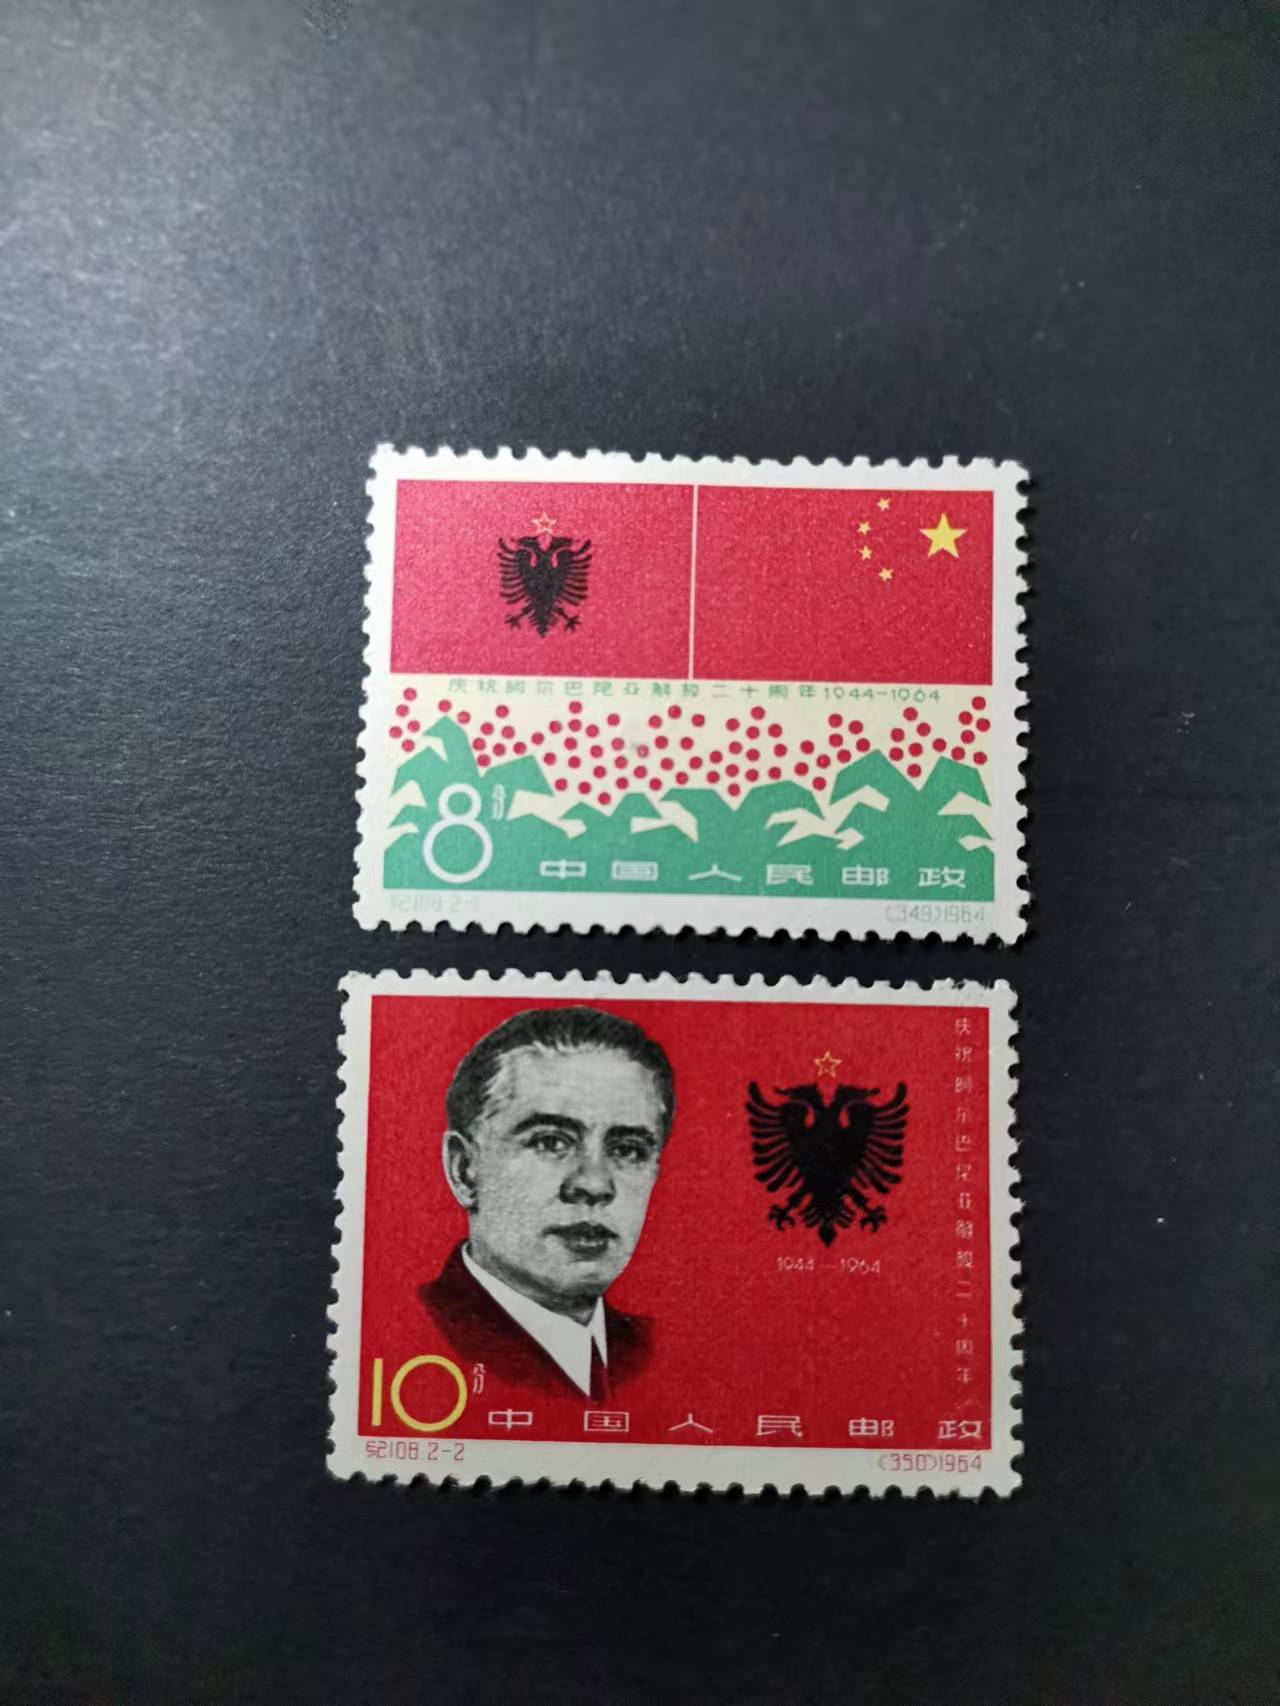 庆祝阿尔巴尼亚解放二十周年1944-1964
8分
中国人民邮政
纪108.2-1
(349)1964
庆祝阿尔巴尼亚解放二十周年
1944-1964
10分
中国人民邮政
纪108.2-2
(350)1964